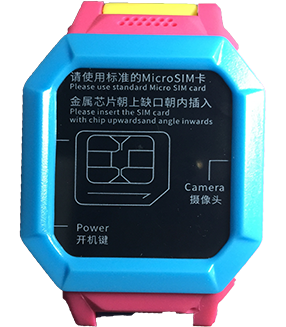 请使用标准的MicroSIM卡
Please use standard Micro SIM card
金属芯片朝上缺口朝内插入
Please insert the SIM card
with chip upwardsand angle inwards
Camera
摄像头
Power
开机键